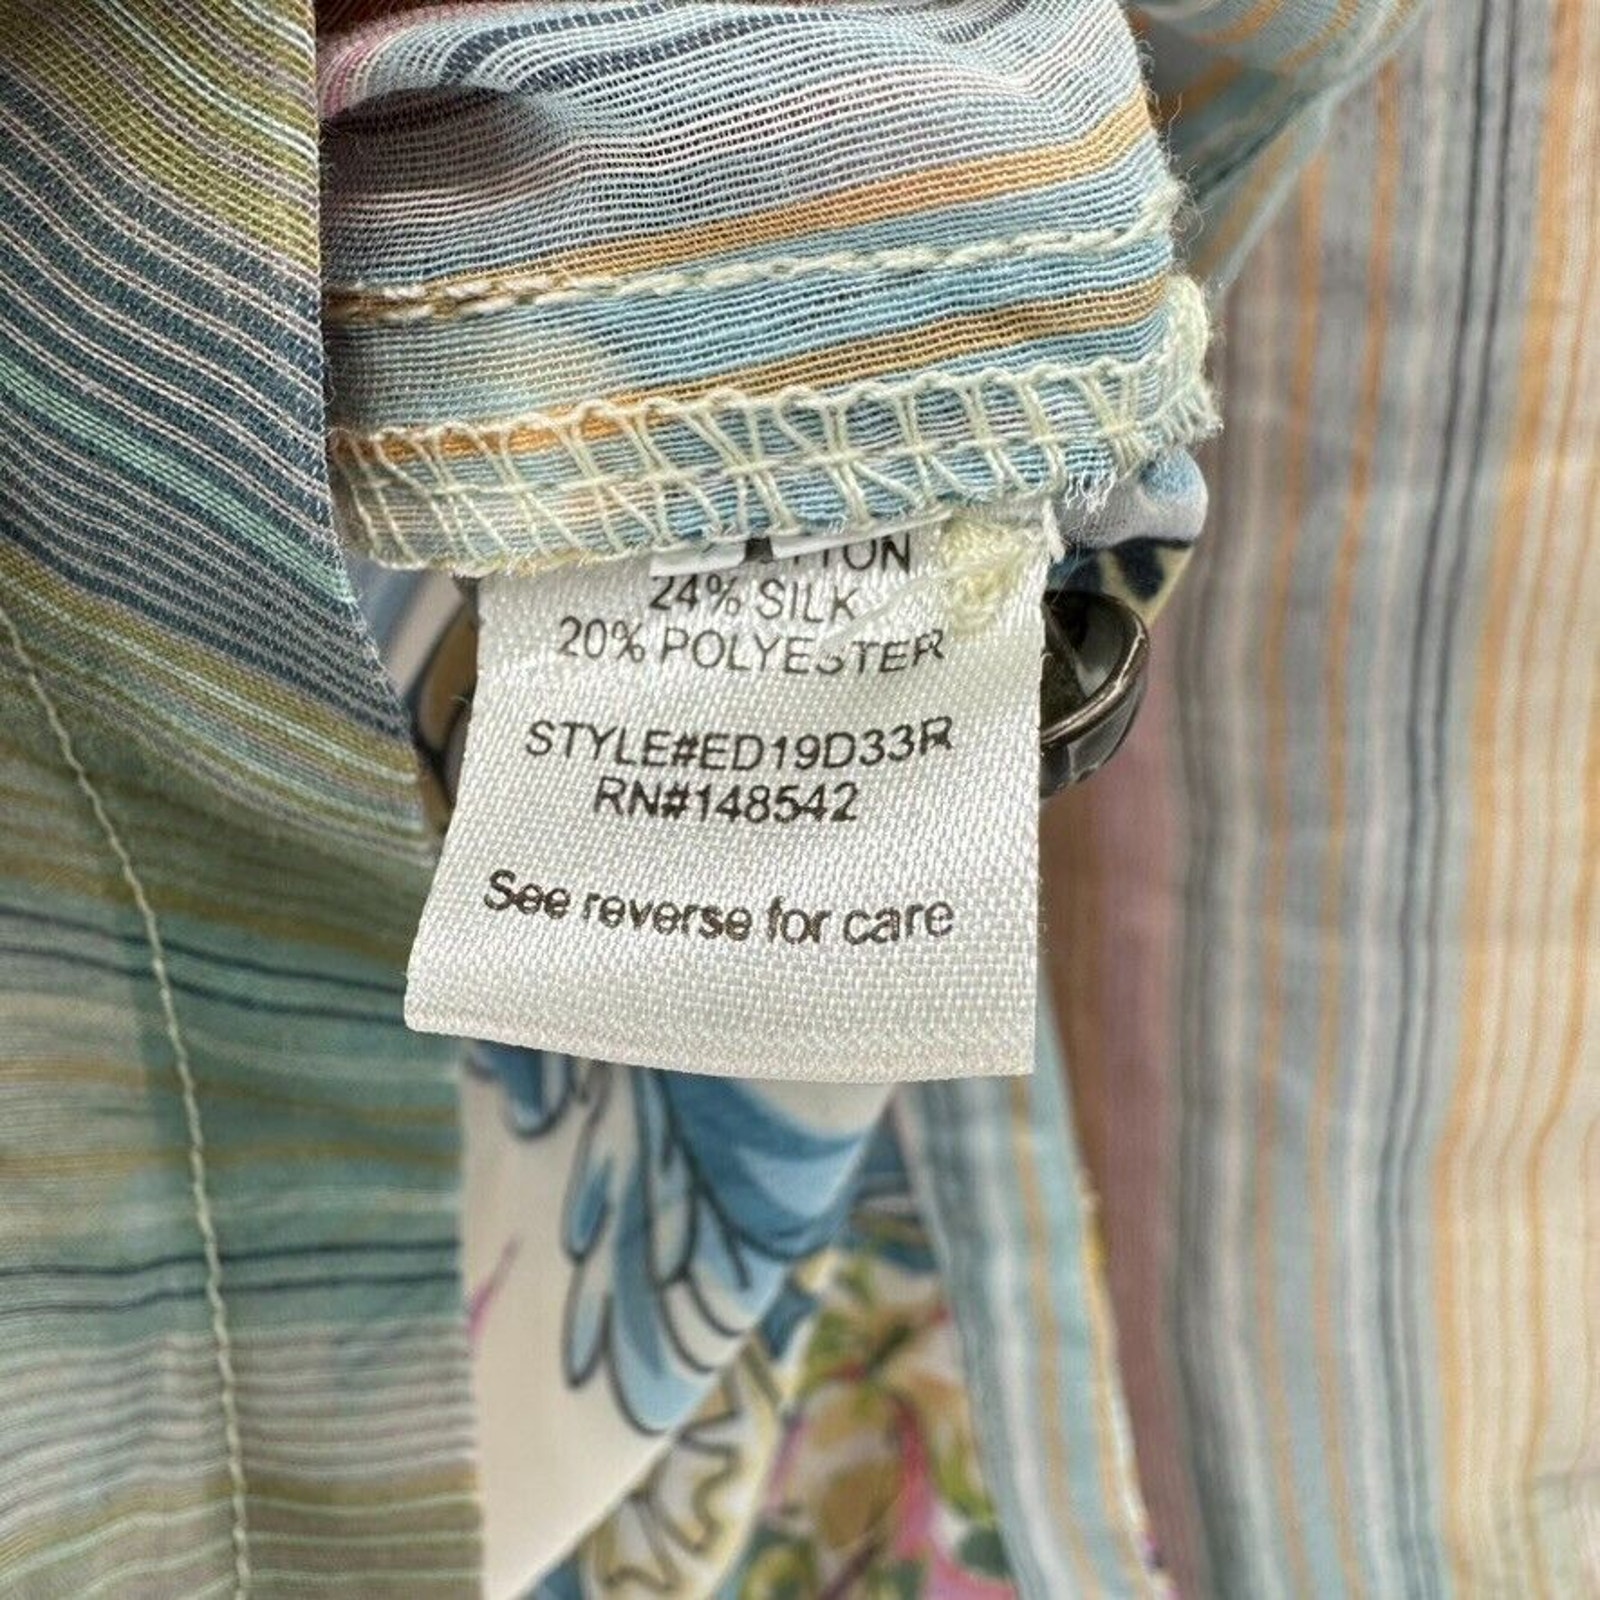 24% SILK
20% POLYESTER
STYLE#ED19D33R
RN#148542
See reverse for care